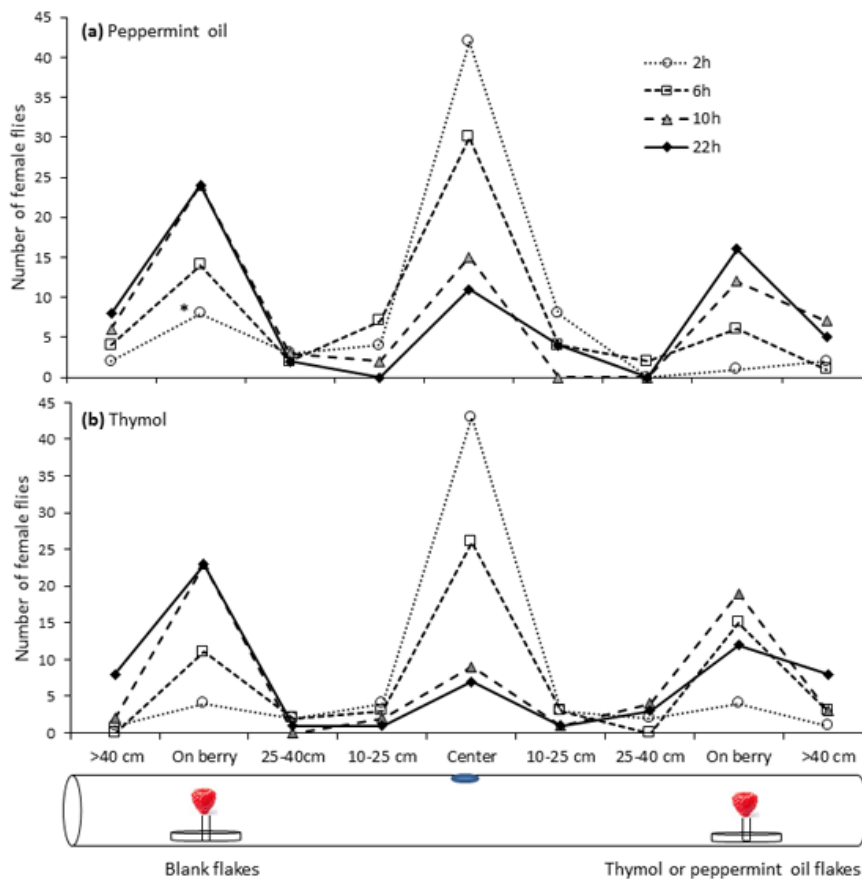 (a) Peppermint oil
2h
6h
10h
22h
*
Number of female flies
45
40
35
30
25
20
15
10
5
0
(b) Thymol
Number of female flies
45
40
35
30
25
20
15
10
5
0
>40 cm On berry 25-40cm 10-25 cm Center 10-25 cm 25-40 cm On berry >40 cm
Blank flakes Thymol or peppermint oil flakes